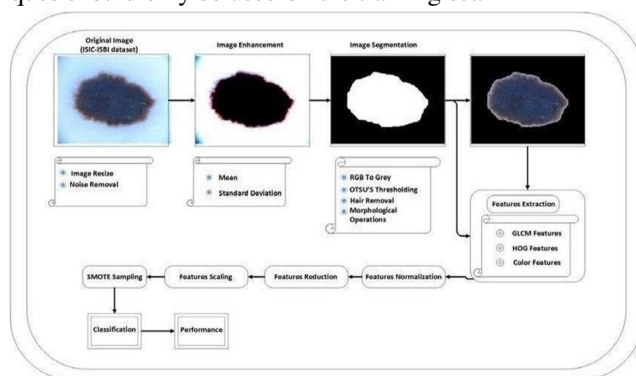 Original Image
(ISIC-ISBI dataset)
Image Enhancement
Image Segmentation
Image Resize
Noise Removal
Mean
Standard Deviation
RGB To Grey
OTSU'S Thresholding
Hair Removal
Morphological
Operations
Features Extraction
GLCM Features
HOG Features
Color Features
SMOTE Sampling
Features Scaling
Features Reduction
Features Normalization
Classification
Performance